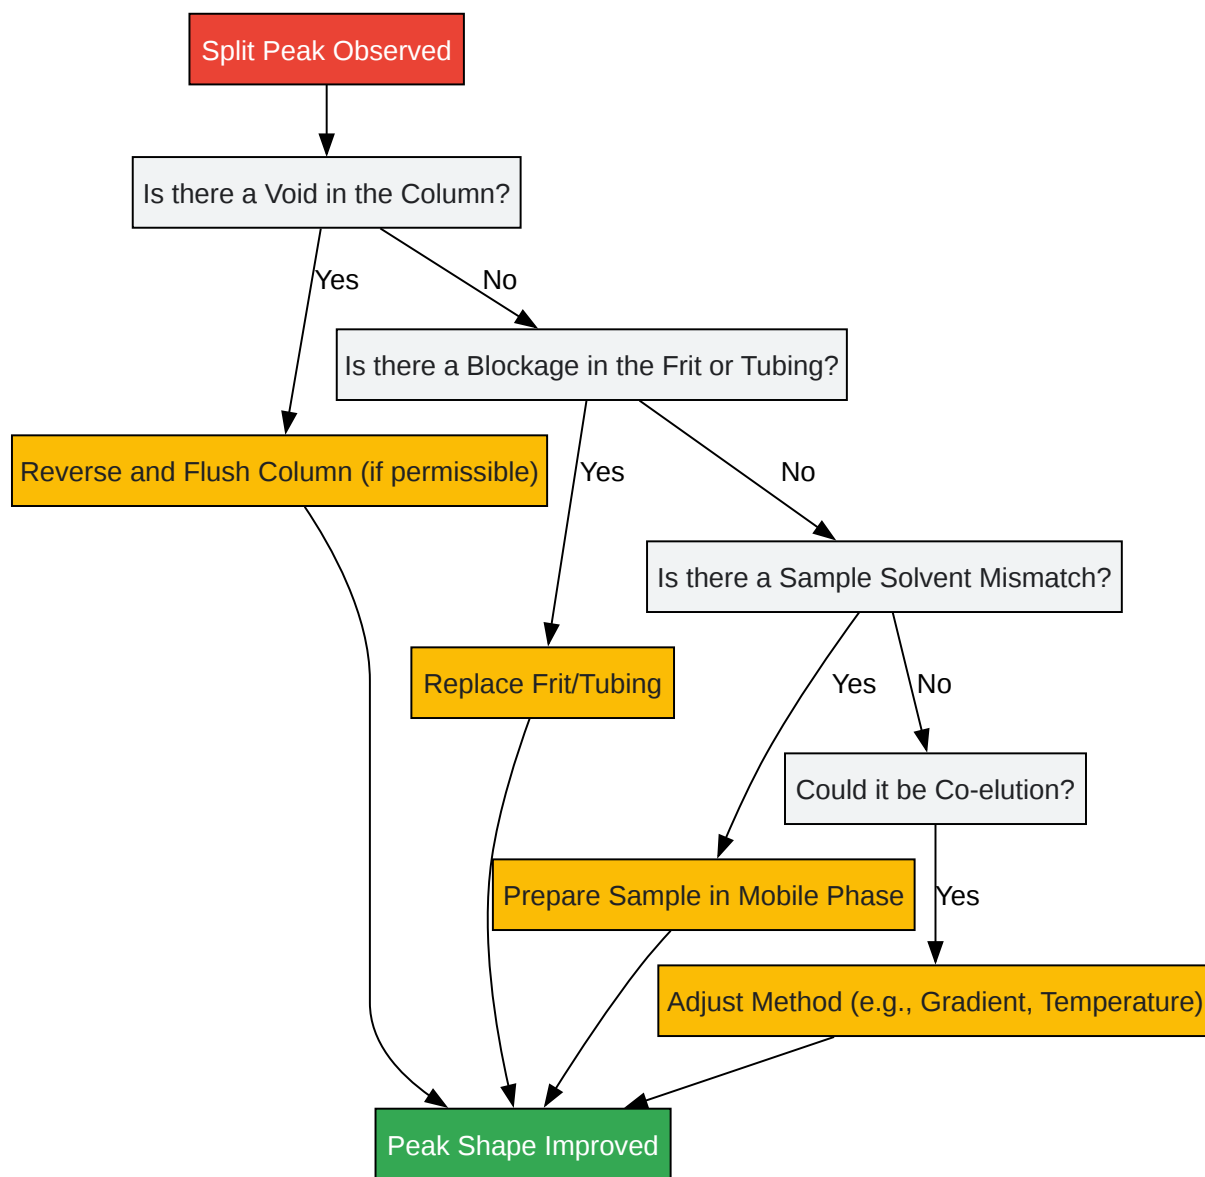 Split Peak Observed
Is there a Void in the Column?
Yes
No
Is there a Blockage in the Frit or Tubing?
Reverse and Flush Column (if permissible)
Yes
No
Is there a Sample Solvent Mismatch?
Replace Frit/Tubing
Yes
No
Could it be Co-elution?
Prepare Sample in Mobile Phase
Yes
Adjust Method (e.g., Gradient, Temperature)
Peak Shape Improved